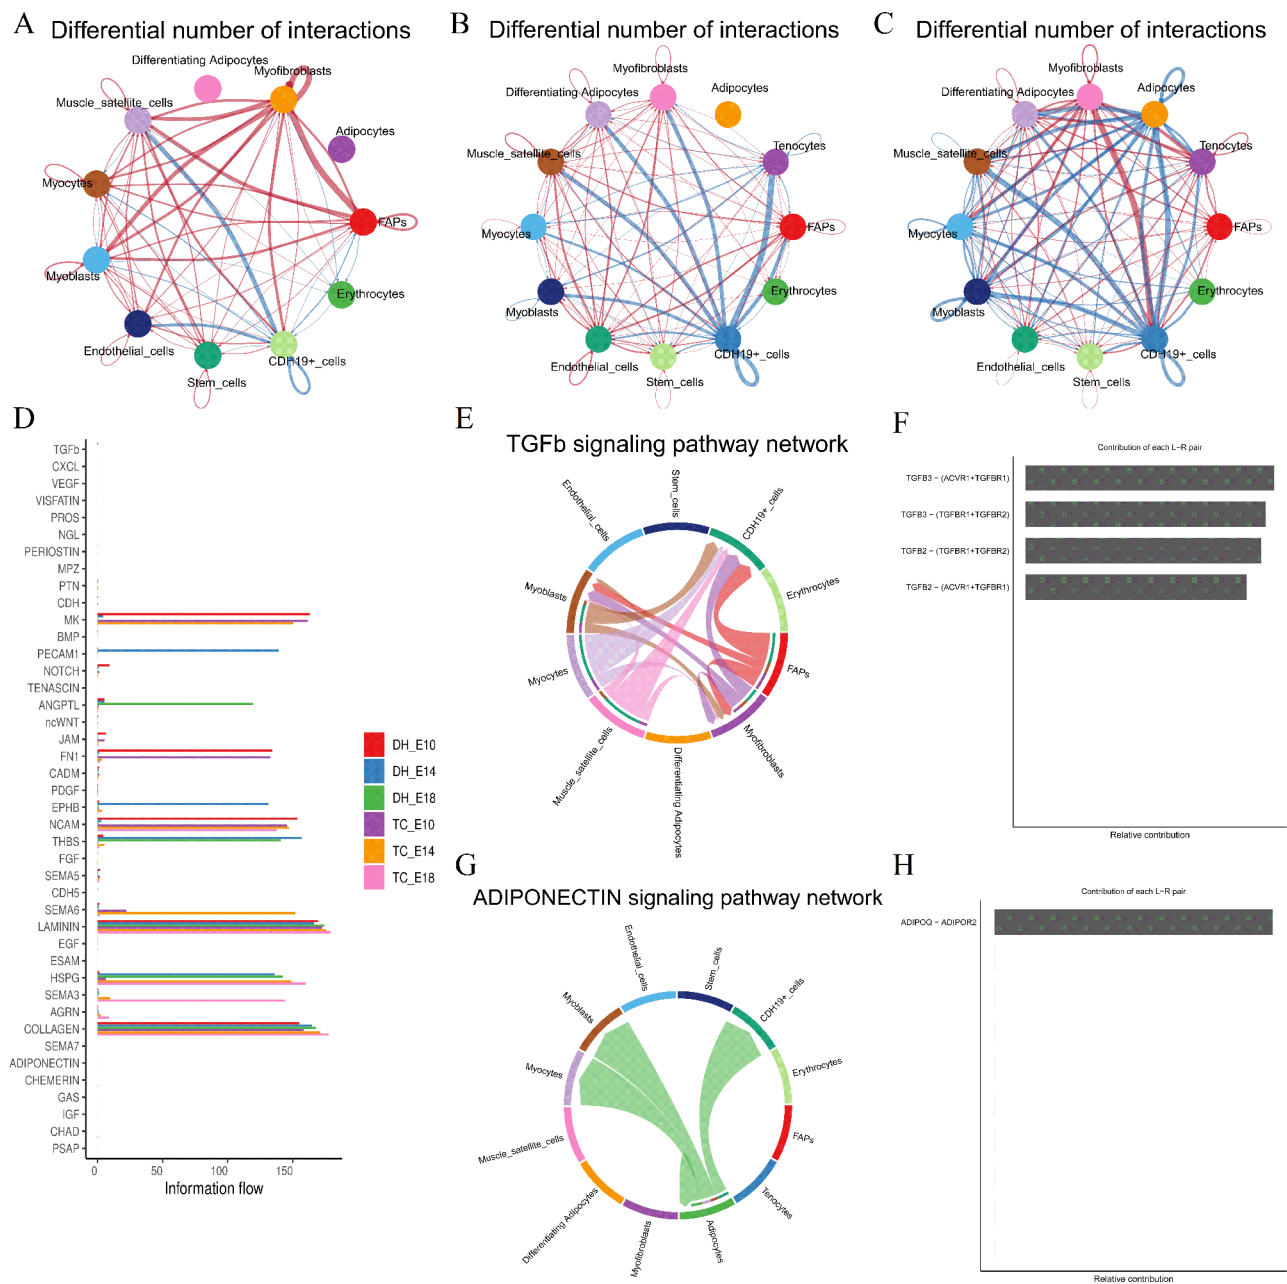 A
Differential number of interactions
Differentiating Adipocytes
Myofibroblasts
Muscle_satellite_cells
Adipocytes
Myocytes
FAPs
Myoblasts
Erythrocytes
Endothelial_cells
CDH19+_cells
Stem_cells
B
Differential number of interactions
Myofibroblasts
Differentiating Adipocytes
Adipocytes
Muscle_satellite_cells
Tenocytes
Myocytes
FAPs
Myoblasts
Erythrocytes
Endothelial_cells
CDH19+_cells
Stem_cells
C
Differential number of interactions
Myofibroblasts
Differentiating Adipocytes
Adipocytes
Muscle_satellite_cells
Tenocytes
Myocytes
FAPs
Myoblasts
Erythrocytes
Endothelial_cells
CDH19+_cells
Stem_cells
D
TGFb
CXCL
VEGF
VISFATIN
PROS
NGL
PERIOSTIN
MPZ
PTN
CDH
MK
BMP
PECAM1
NOTCH
TENASCIN
ANGPTL
ncWNT
JAM
FN1
CADM
PDGF
EPHB
NCAM
THBS
FGF
SEMA5
CDH5
SEMA6
LAMININ
EGF
ESAM
HSPG
SEMA3
AGRN
COLLAGEN
SEMA7
ADIPONECTIN
CHEMERIN
GAS
IGF
CHAD
PSAP
0 50 100 150
Information flow
DH_E10
DH_E14
DH_E18
TC_E10
TC_E14
TC_E18
E
TGFb signaling pathway network
Stem_cells
Endothelial_cells
CDH19+_cells
Myoblasts
Erythrocytes
Myocytes
FAPs
Muscle_satellite_cells
Myofibroblasts
Differentiating Adipocytes
F
Contribution of each L−R pair
TGFB3 − (ACVR1+TGFBR1)
TGFB3 − (TGFBR1+TGFBR2)
TGFB2 − (TGFBR1+TGFBR2)
TGFB2 − (ACVR1+TGFBR1)
Relative contribution
G
ADIPONECTIN signaling pathway network
Endothelial_cells
Stem_cells
Myoblasts
CDH19+_cells
Myocytes
Erythrocytes
Muscle_satellite_cells
FAPs
Differentiating Adipocytes
Tenocytes
Myofibroblasts
Adipocytes
H
Contribution of each L−R pair
ADIPOQ − ADIPOR2
Relative contribution